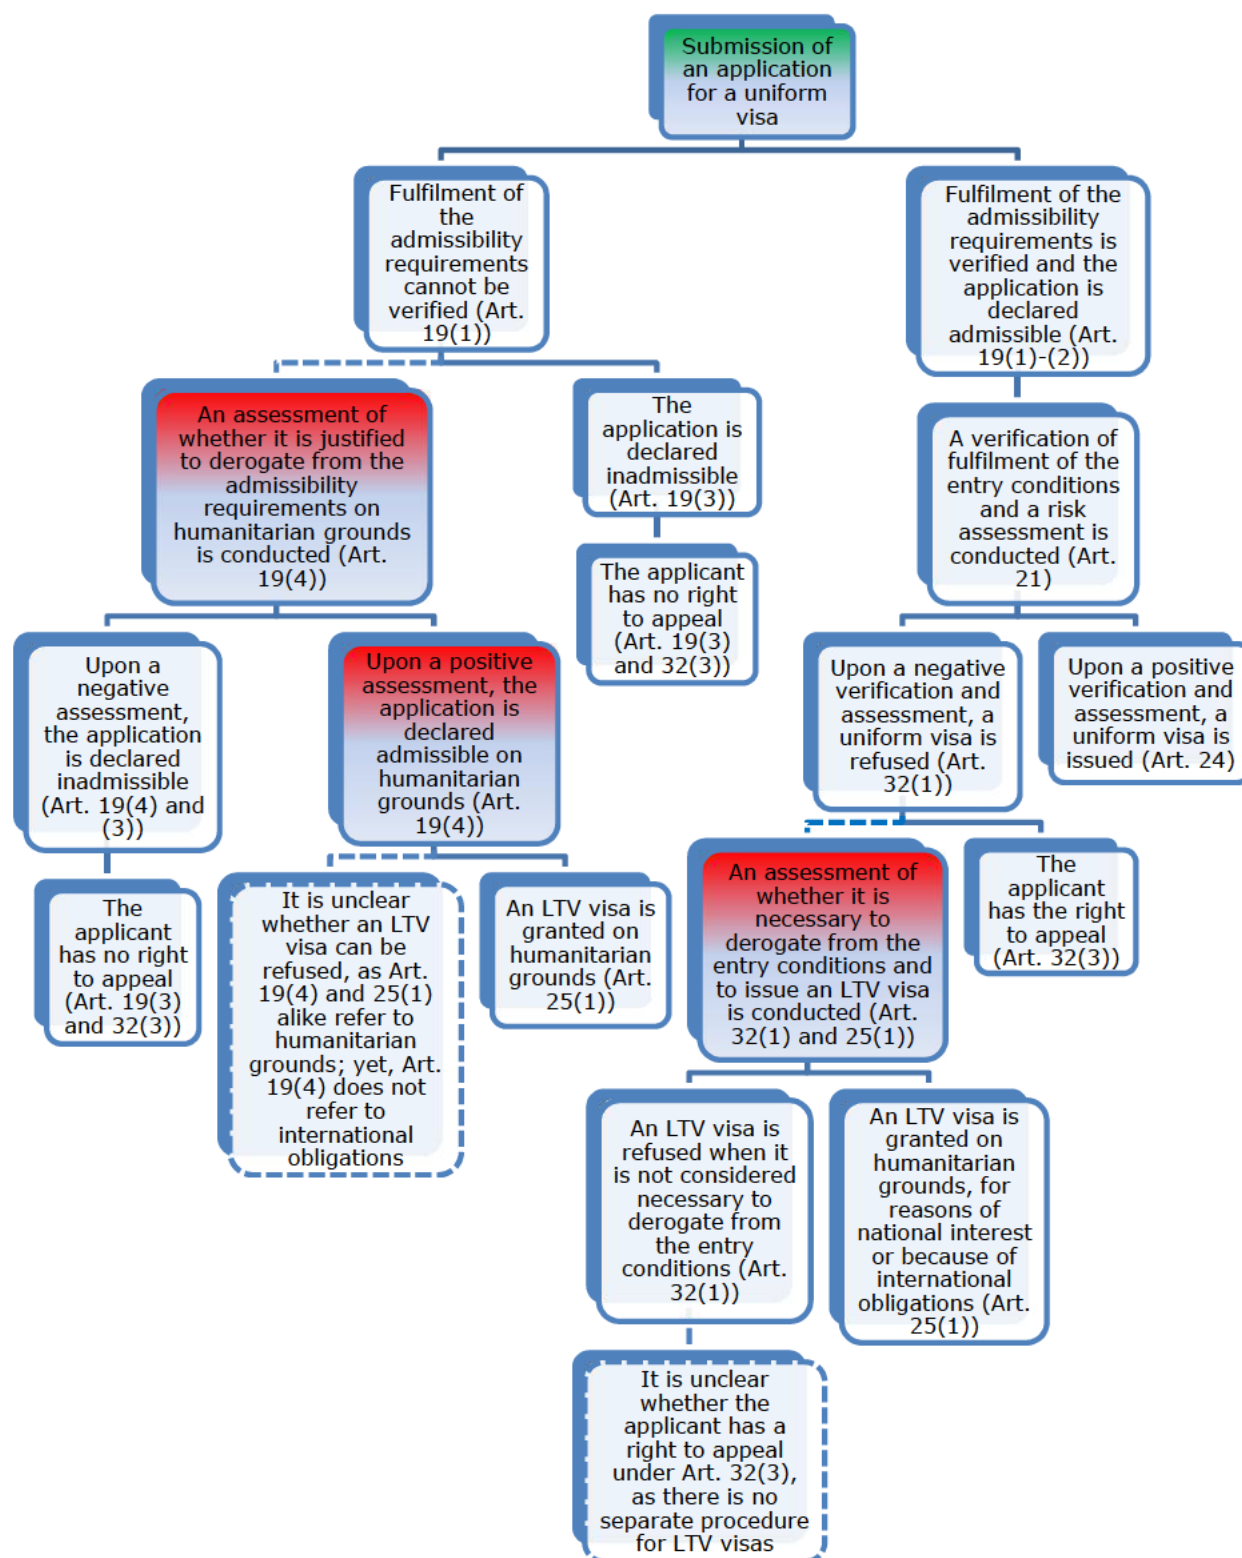 Submission of
an application
for a uniform
visa
Fulfilment of
the
admissibility
requirements
cannot be
verified (Art.
19(1))
Fulfilment of the
admissibility
requirements is
verified and the
application is
declared
admissible (Art.
19(1)-(2))
An assessment of
whether it is justified
to derogate from the
admissibility
requirements on
humanitarian grounds
is conducted (Art.
19(4))
The
application is
declared
inadmissible
(Art. 19(3))
A verification of
fulfilment of the
entry conditions
and a risk
assessment is
conducted (Art.
21)
The applicant
has no right
to appeal
(Art. 19(3)
and 32(3))
Upon a
negative
assessment,
the application
is declared
inadmissible
(Art. 19(4) and
(3))
Upon a positive
assessment, the
application is
declared
admissible on
humanitarian
grounds (Art.
19(4))
Upon a negative
verification and
assessment, a
uniform visa is
refused (Art.
32(1))
Upon a positive
verification and
assessment, a
uniform visa is
issued (Art. 24)
The
applicant
has no right
to appeal
(Art. 19(3)
and 32(3))
It is unclear
whether an LTV
visa can be
refused, as Art.
19(4) and 25(1)
alike refer to
humanitarian
grounds; yet, Art.
19(4) does not
refer to
international
obligations
An LTV visa is
granted on
humanitarian
grounds (Art.
25(1))
An assessment of
whether it is
necessary to
derogate from the
entry conditions and
to issue an LTV visa
is conducted (Art.
32(1) and 25(1))
The
applicant
has the right
to appeal
(Art. 32(3))
An LTV visa is
refused when it
is not considered
necessary to
derogate from
the entry
conditions (Art.
32(1))
An LTV visa is
granted on
humanitarian
grounds, for
reasons of
national interest
or because of
international
obligations (Art.
25(1))
It is unclear
whether the
applicant has a
right to appeal
under Art. 32(3),
as there is no
separate procedure
for LTV visas